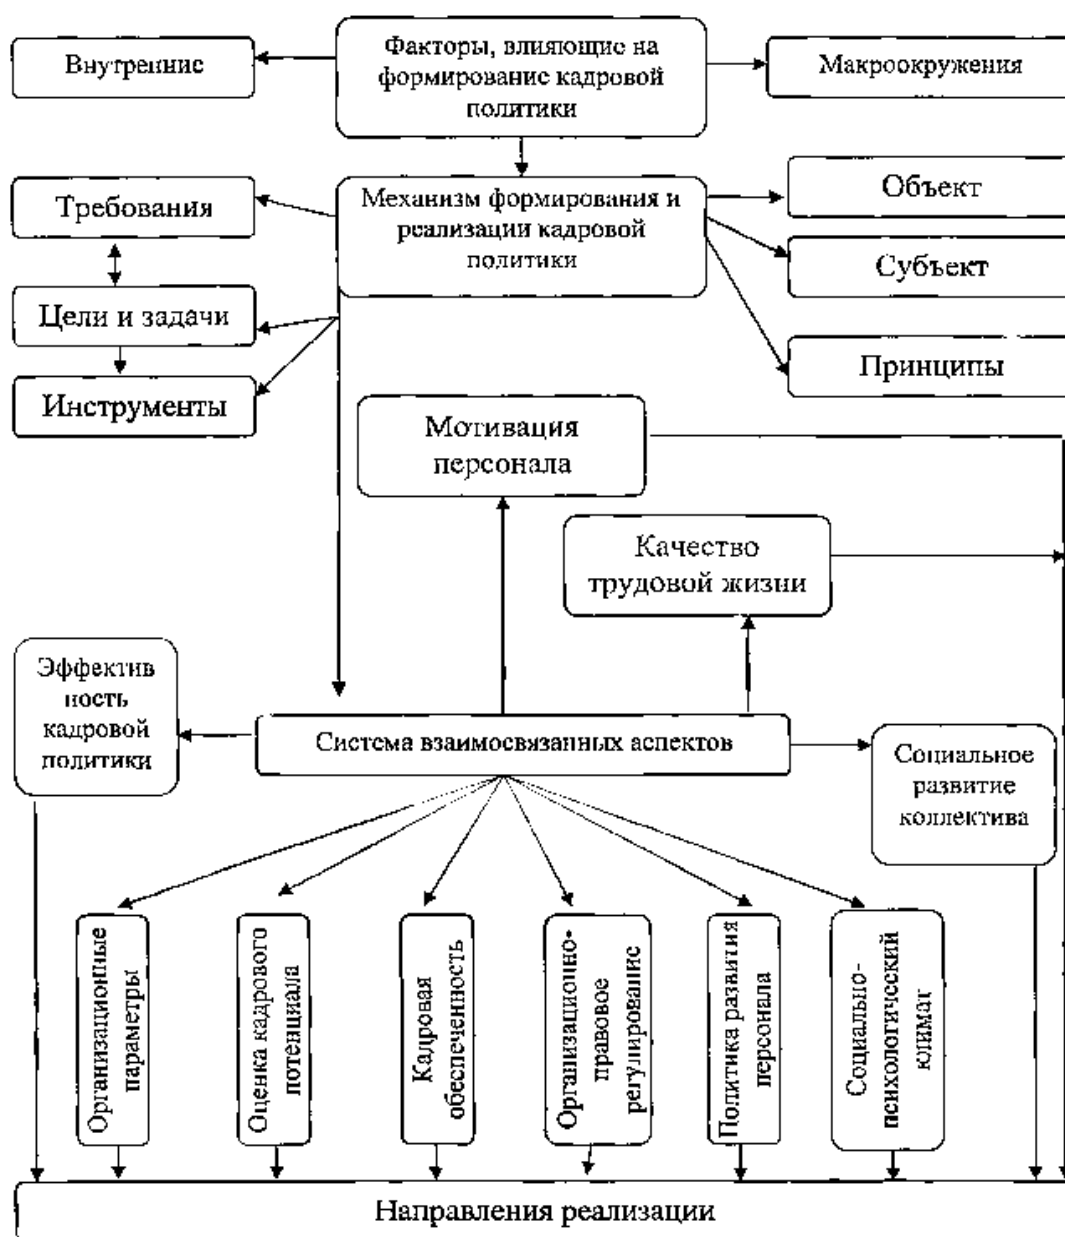 Внутренние
Факторы, влияющие на
формирование кадровой
политики
Макроокружения
Требования
Механизм формирования и
реализации кадровой
политики
Объект
Субъект
Цели и задачи
Принципы
Инструменты
Мотивация
персонала
Качество
трудовой жизни
Эффектив
ность
кадровой
политики
Система взаимосвязанных аспектов
Социальное
развитие
коллектива
Организационные
параметры
Оценка кадрового
потенциала
Кадровая
обеспеченность
Организационно-
правовое
регулирование
Политика развития
персонала
Социально-
психологический
климат
Направления реализации